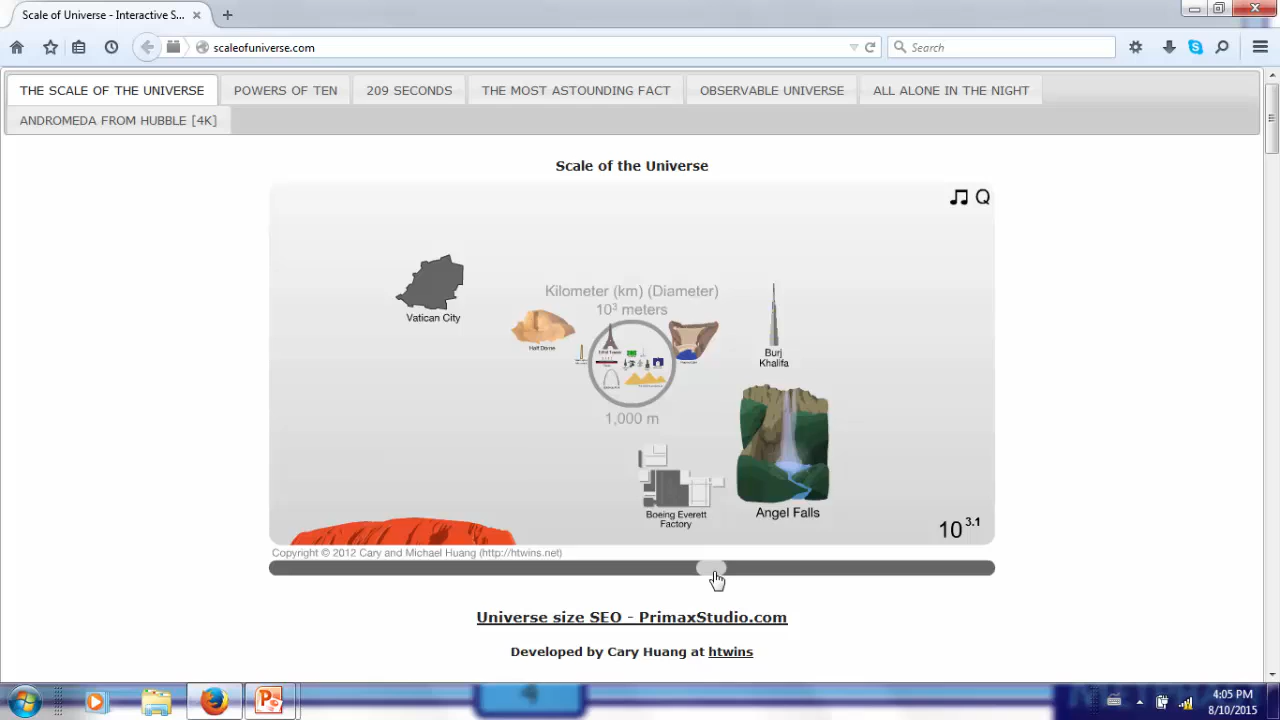 Scale of Universe - Interactive S...
scaleofuniverse.com
Search
THE SCALE OF THE UNIVERSE
POWERS OF TEN
209 SECONDS
THE MOST ASTOUNDING FACT
OBSERVABLE UNIVERSE
ALL ALONE IN THE NIGHT
ANDROMEDA FROM HUBBLE [4K]
Scale of the Universe
Q
Kilometer (km) (Diameter)
10³ meters
Vatican City
Half Dome
Eiffel Tower
Burj
Khalifa
1,000 m
Boeing Everett
Factory
Angel Falls
10³·¹
Copyright © 2012 Cary and Michael Huang (http://htwins.net)
Universe size SEO - PrimaxStudio.com
Developed by Cary Huang at htwins
4:05 PM
8/10/2015